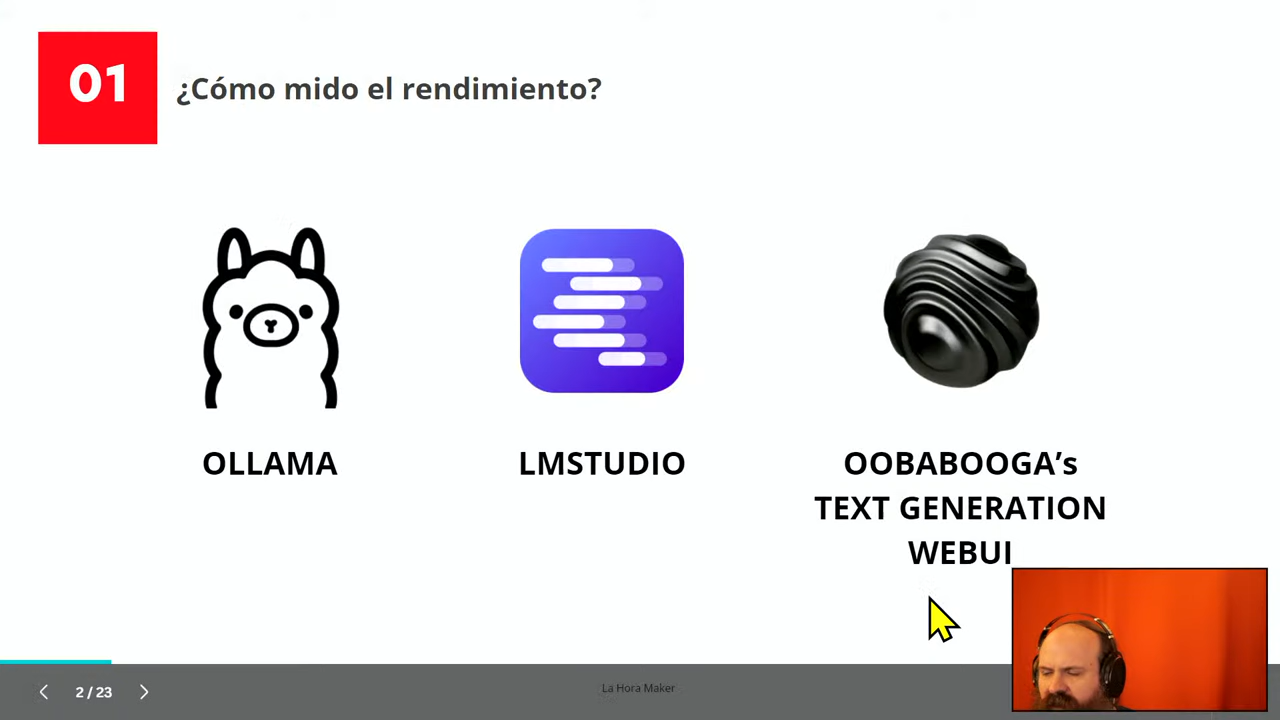 01
¿Cómo mido el rendimiento?
OLLAMA
LMSTUDIO
OOBABOOGA’s
TEXT GENERATION
WEBUI
2 / 23
La Hora Maker